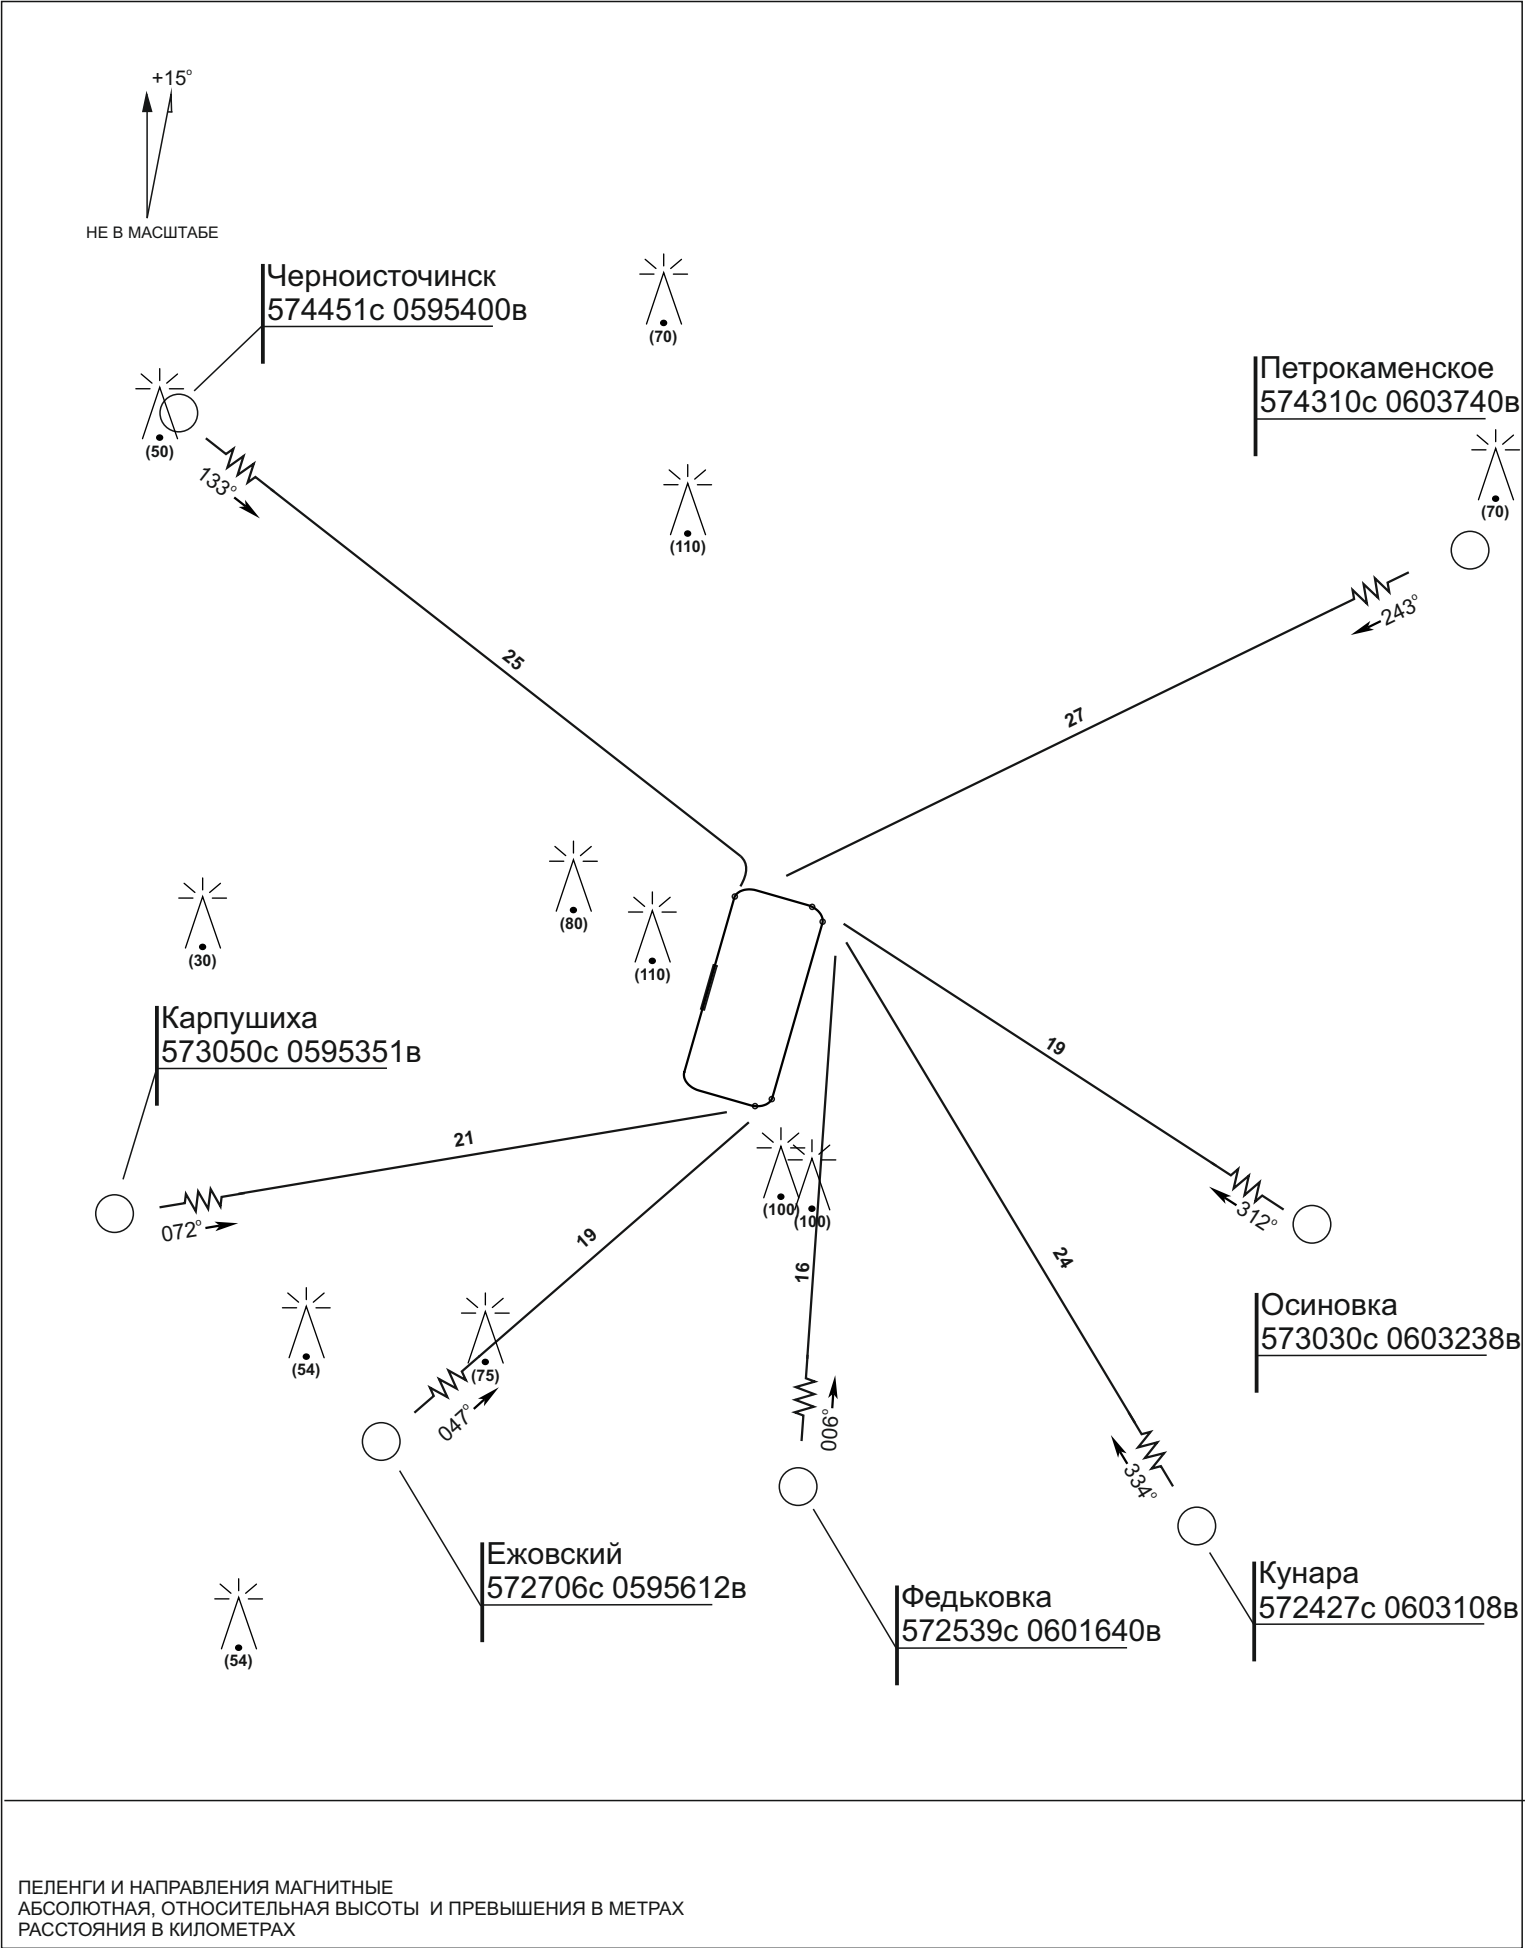 +15°
НЕ В МАСШТАБЕ
Черноисточинск
574451с 0595400в
(70)
Петрокаменское
574310с 0603740в
(50)
133°
(70)
(110)
243°
25
27
(80)
(30)
(110)
Карпушиха
573050с 0595351в
19
21
072°
(100)
(100)
312°
19
16
24
Осиновка
573030с 0603238в
(54)
(75)
047°
006°
334°
Ежовский
572706с 0595612в
Кунара
572427с 0603108в
Федьковка
572539с 0601640в
(54)
ПЕЛЕНГИ И НАПРАВЛЕНИЯ МАГНИТНЫЕ
АБСОЛЮТНАЯ, ОТНОСИТЕЛЬНАЯ ВЫСОТЫ И ПРЕВЫШЕНИЯ В МЕТРАХ
РАССТОЯНИЯ В КИЛОМЕТРАХ